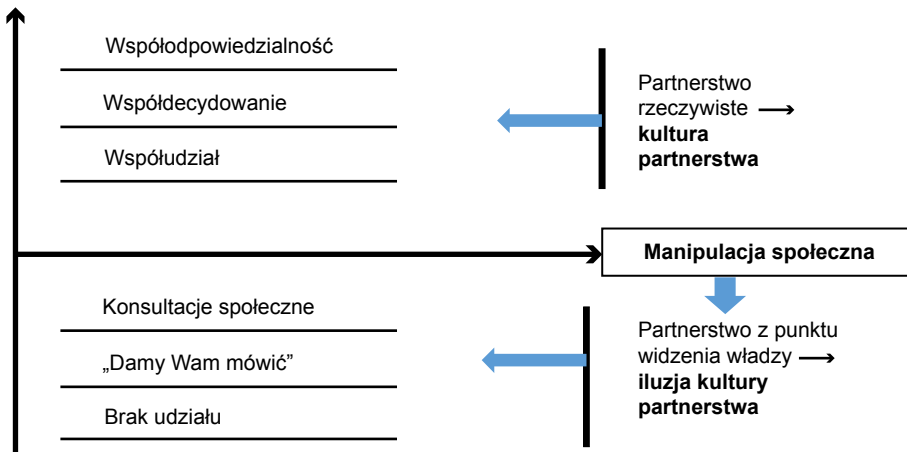 Współodpowiedzialność
Współdecydowanie
Współudział
Partnerstwo
rzeczywiste →
kultura
partnerstwa
Manipulacja społeczna
Konsultacje społeczne
„Damy Wam mówić”
Brak udziału
Partnerstwo z punktu
widzenia władzy →
iluzja kultury
partnerstwa